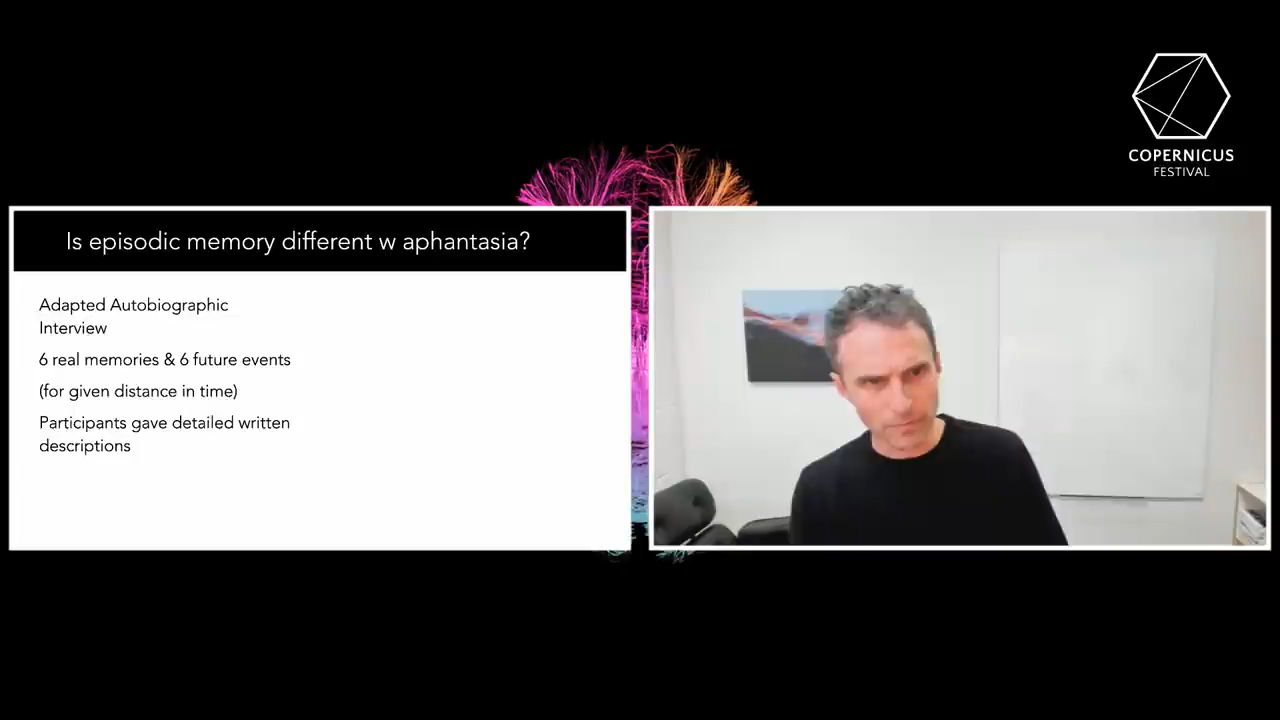 COPERNICUS
FESTIVAL
Is episodic memory different w aphantasia?
Adapted Autobiographic
Interview
6 real memories & 6 future events
(for given distance in time)
Participants gave detailed written
descriptions